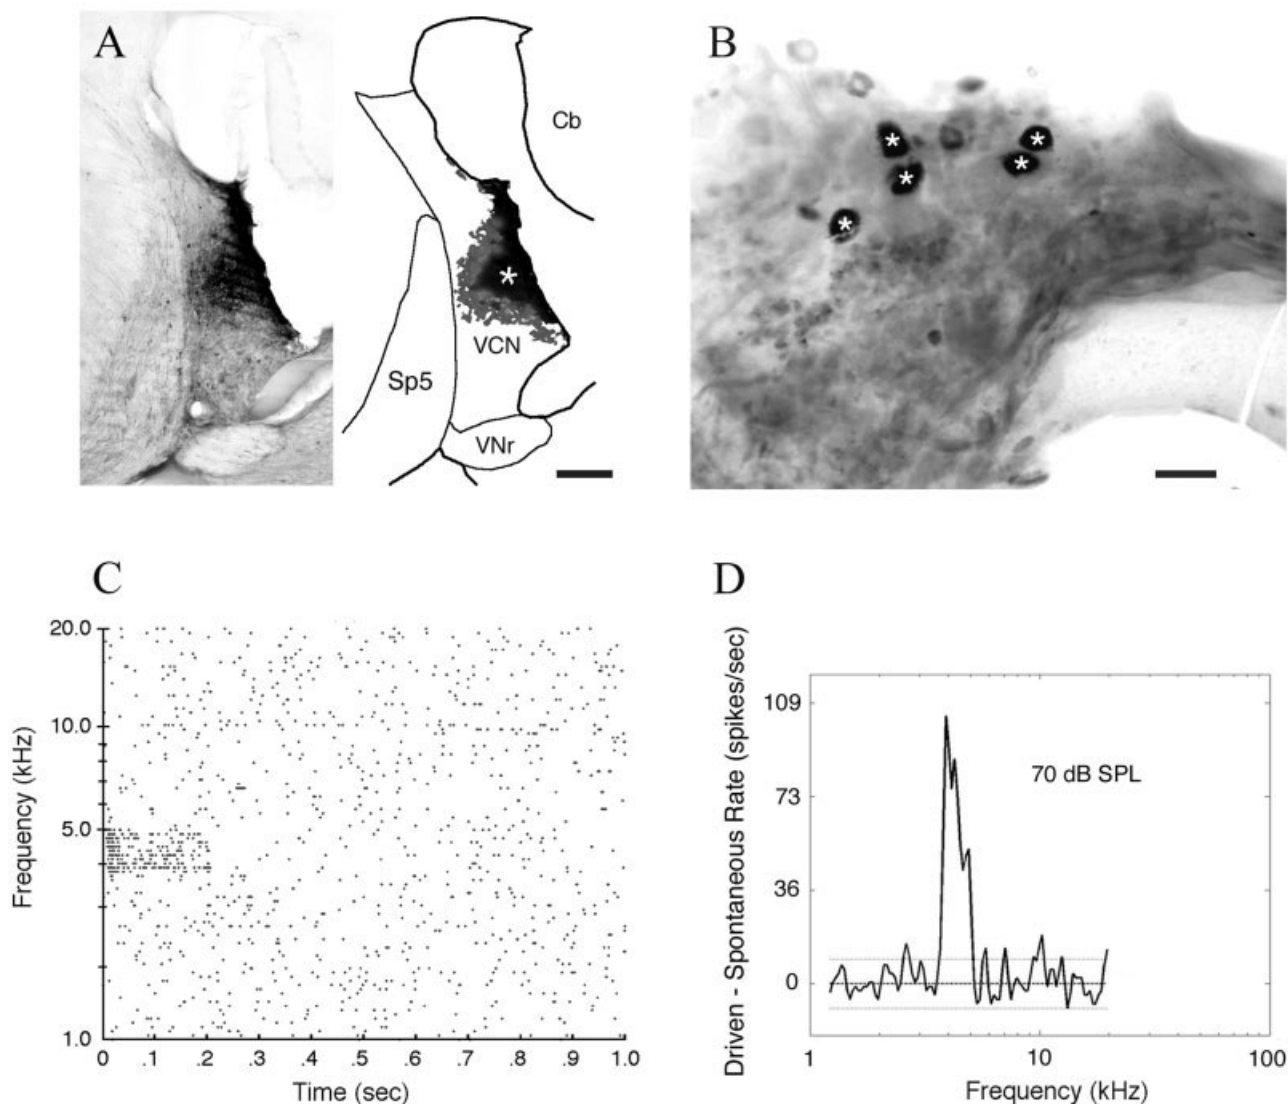 A
Cb
*
VCN
Sp5
VNr
B
* *
* *
*
C
20.0
10.0
5.0
1.0
Frequency (kHz)
0 .1 .2 .3 .4 .5 .6 .7 .8 .9 1.0
Time (sec)
D
Driven - Spontaneous Rate (spikes/sec)
109
73
36
0
70 dB SPL
1 10 100
Frequency (kHz)